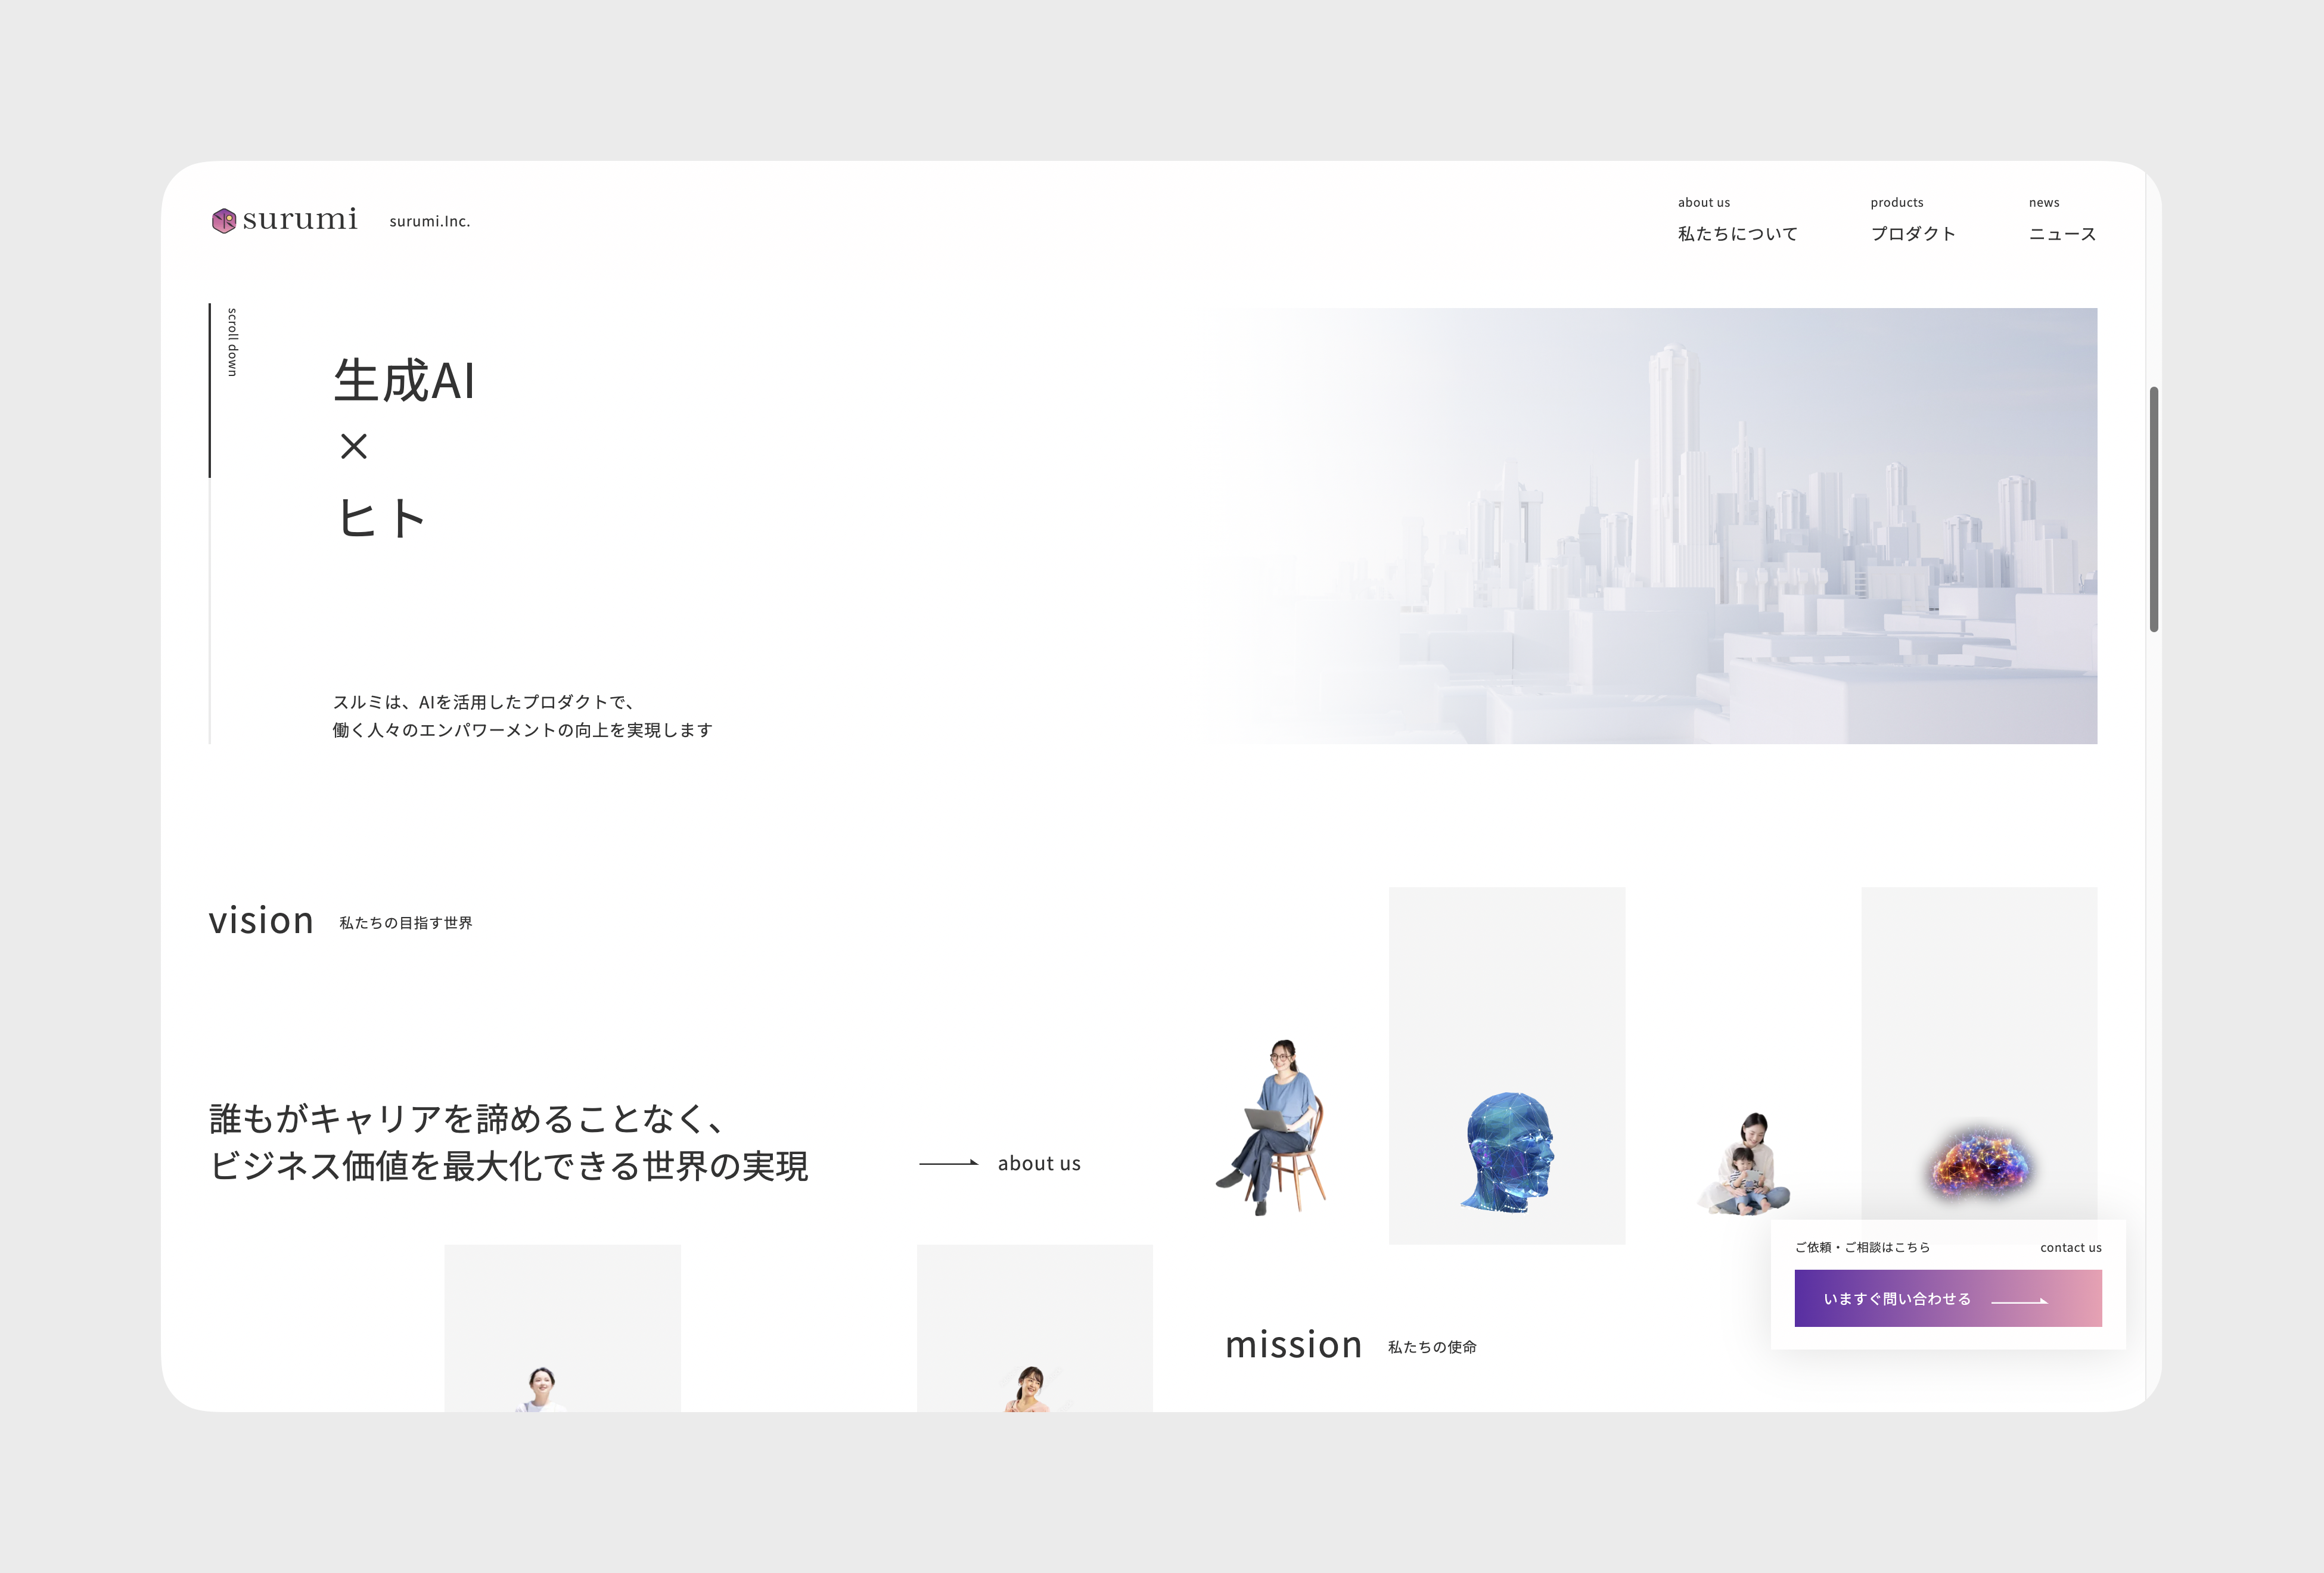 surumi
surumi.Inc.
about us
私たちについて
products
プロダクト
news
ニュース
scroll down
生成AI
×
ヒト
スルミは、AIを活用したプロダクトで、
働く人々のエンパワーメントの向上を実現します
vision
私たちの目指す世界
誰もがキャリアを諦めることなく、
ビジネス価値を最大化できる世界の実現
about us
ご依頼・ご相談はこちら
contact us
いますぐ問い合わせる
mission
私たちの使命